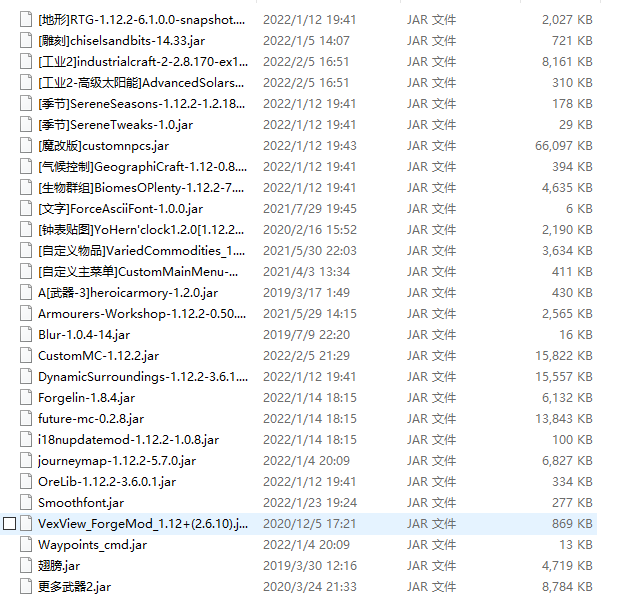 [地形]RTG-1.12.2-6.1.0.0-snapshot.... 2022/1/12 19:41 JAR 文件 2,027 KB
[雕刻]chiselsandbits-14.33.jar 2022/1/5 14:07 JAR 文件 721 KB
[工业2]industrialcraft-2-2.8.170-ex1... 2022/2/5 16:51 JAR 文件 8,161 KB
[工业2-高级太阳能]AdvancedSolars... 2022/2/5 16:51 JAR 文件 310 KB
[季节]SereneSeasons-1.12.2-1.2.18... 2022/1/12 19:41 JAR 文件 178 KB
[季节]SereneTweaks-1.0.jar 2022/1/12 19:41 JAR 文件 29 KB
[魔改版]customnpcs.jar 2022/1/12 19:43 JAR 文件 66,097 KB
[气候控制]GeographiCraft-1.12-0.8.... 2022/1/12 19:41 JAR 文件 394 KB
[生物群组]BiomesOPlenty-1.12.2-7.... 2022/1/12 19:41 JAR 文件 4,635 KB
[文字]ForceAsciiFont-1.0.0.jar 2021/7/29 19:45 JAR 文件 6 KB
[钟表贴图]YoHern'clock1.2.0[1.12.2... 2020/2/16 15:52 JAR 文件 2,190 KB
[自定义物品]VariedCommodities_1.... 2021/5/30 22:03 JAR 文件 3,634 KB
[自定义主菜单]CustomMainMenu-... 2021/4/3 13:34 JAR 文件 411 KB
A[武器-3]heroicarmory-1.2.0.jar 2019/3/17 1:49 JAR 文件 430 KB
Armourers-Workshop-1.12.2-0.50.... 2021/5/29 14:15 JAR 文件 2,565 KB
Blur-1.0.4-14.jar 2019/7/9 22:20 JAR 文件 16 KB
CustomMC-1.12.2.jar 2022/2/5 21:29 JAR 文件 15,822 KB
DynamicSurroundings-1.12.2-3.6.1.... 2022/1/12 19:41 JAR 文件 15,557 KB
Forgelin-1.8.4.jar 2022/1/14 18:15 JAR 文件 6,132 KB
future-mc-0.2.8.jar 2022/1/14 18:15 JAR 文件 13,843 KB
i18nupdatemod-1.12.2-1.0.8.jar 2022/1/14 18:15 JAR 文件 100 KB
journeymap-1.12.2-5.7.0.jar 2022/1/4 20:09 JAR 文件 6,827 KB
OreLib-1.12.2-3.6.0.1.jar 2022/1/12 19:41 JAR 文件 334 KB
Smoothfont.jar 2022/1/23 19:24 JAR 文件 277 KB
VexView_ForgeMod_1.12+(2.6.10).j... 2020/12/5 17:21 JAR 文件 869 KB
Waypoints_cmd.jar 2022/1/4 20:09 JAR 文件 13 KB
翅膀.jar 2019/3/30 12:16 JAR 文件 4,719 KB
更多武器2.jar 2020/3/24 21:33 JAR 文件 8,784 KB